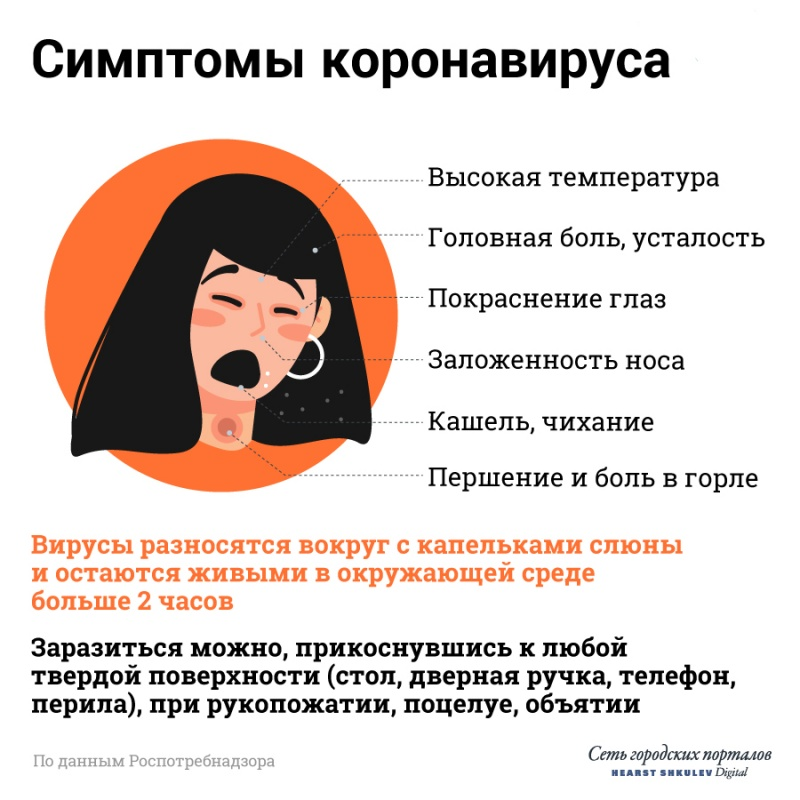 Симптомы коронавируса
Высокая температура
Головная боль, усталость
Покраснение глаз
Заложенность носа
Кашель, чихание
Першение и боль в горле
Вирусы разносятся вокруг с капельками слюны
и остаются живыми в окружающей среде
больше 2 часов
Заразиться можно, прикоснувшись к любой
твердой поверхности (стол, дверная ручка, телефон,
перила), при рукопожатии, поцелуе, объятии
По данным Роспотребнадзора
Сеть городских порталов
HEARST SHKULEV Digital